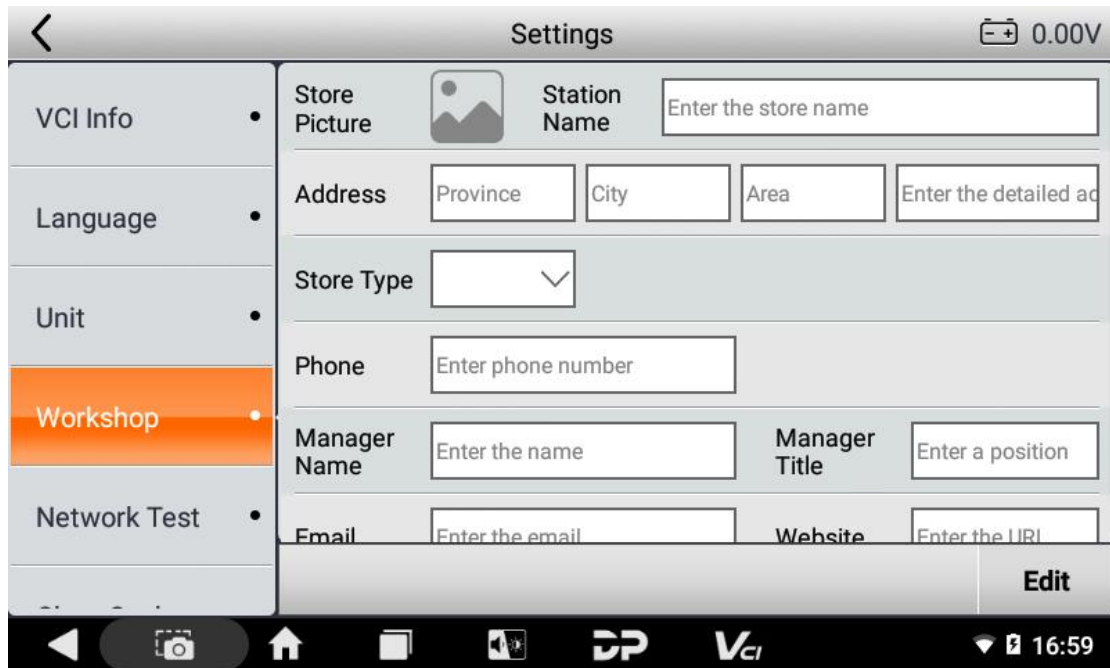 Settings
0.00V
VCI Info
Language
Unit
Workshop
Network Test
Store
Picture
Station
Name
Enter the store name
Address
Province
City
Area
Enter the detailed ad
Store Type
Phone
Enter phone number
Manager
Name
Enter the name
Manager
Title
Enter a position
Email
Enter the email
Website
Enter the URL
Edit
DP
VCI
16:59